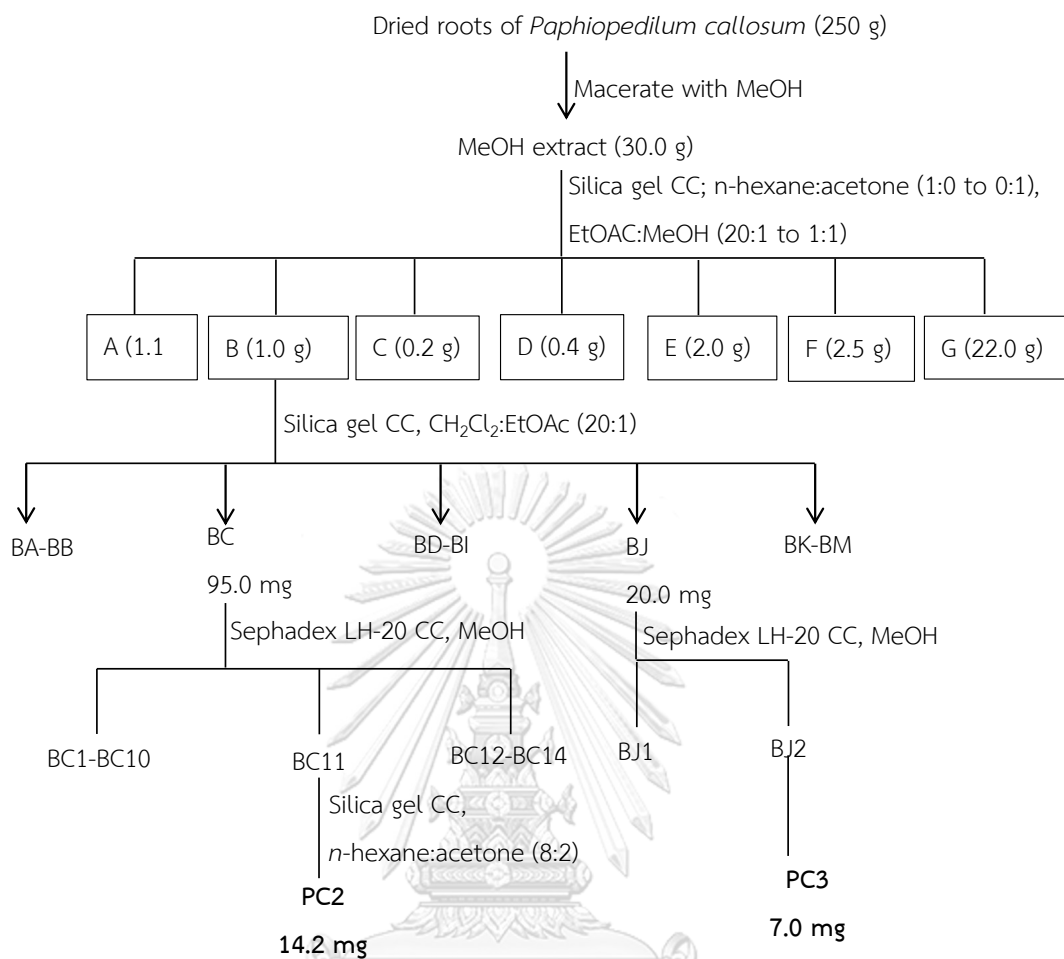 Dried roots of Paphiopedilum callosum (250 g)
Macerate with MeOH
MeOH extract (30.0 g)
Silica gel CC; n-hexane:acetone (1:0 to 0:1),
EtOAC:MeOH (20:1 to 1:1)
A (1.1
B (1.0 g)
C (0.2 g)
D (0.4 g)
E (2.0 g)
F (2.5 g)
G (22.0 g)
Silica gel CC, CH₂Cl₂:EtOAc (20:1)
BA-BB
BC
BD-BI
BJ
BK-BM
95.0 mg
20.0 mg
Sephadex LH-20 CC, MeOH
Sephadex LH-20 CC, MeOH
BC1-BC10
BC11
BC12-BC14
BJ1
BJ2
Silica gel CC,
n-hexane:acetone (8:2)
PC2
14.2 mg
PC3
7.0 mg